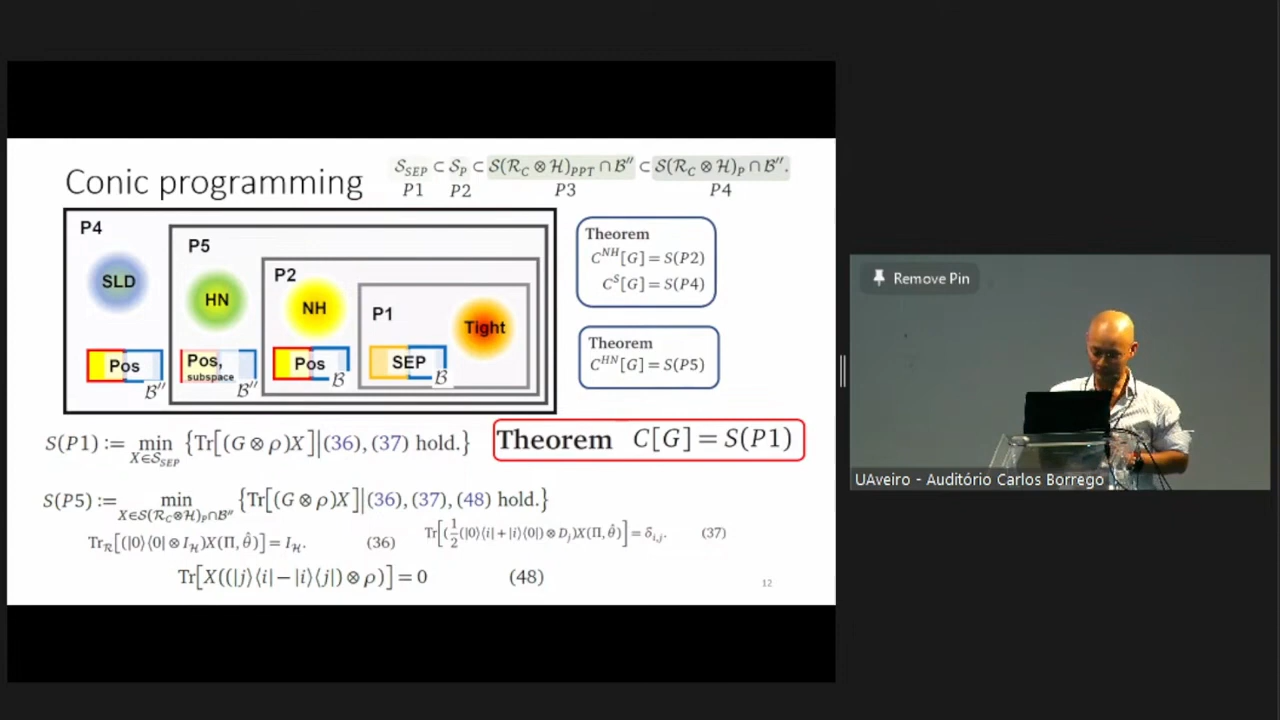 Conic programming
𝒮_SEP ⊂ 𝒮_P ⊂ 𝒮(ℛ_C ⊗ ℋ)_PPT ∩ ℬ″ ⊂ 𝒮(ℛ_C ⊗ ℋ)_P ∩ ℬ″.
P1 P2 P3 P4
P4
SLD
Pos
ℬ″
P5
HN
Pos,
subspace
ℬ″
P2
NH
Pos
ℬ
P1
Tight
SEP
ℬ
Theorem
C^{NH}[G] = S(P2)
C^S[G] = S(P4)
Theorem
C^{HN}[G] = S(P5)
S(P1) := min_{X∈𝒮_SEP} {Tr[(G ⊗ ρ)X]|(36), (37) hold.}
Theorem C[G] = S(P1)
S(P5) := min_{X∈𝒮(ℛ_C⊗ℋ)_P∩ℬ″} {Tr[(G ⊗ ρ)X]|(36), (37), (48) hold.}
Tr_ℛ[(|0⟩⟨0| ⊗ I_ℋ)X(Π, θ̂)] = I_ℋ. (36)
Tr[(1/2(|0⟩⟨i| + |i⟩⟨0|) ⊗ D_j)X(Π, θ̂)] = δ_{i,j}. (37)
Tr[X((|j⟩⟨i| − |i⟩⟨j|) ⊗ ρ)] = 0 (48)
12
Remove Pin
UAveiro - Auditório Carlos Borrego